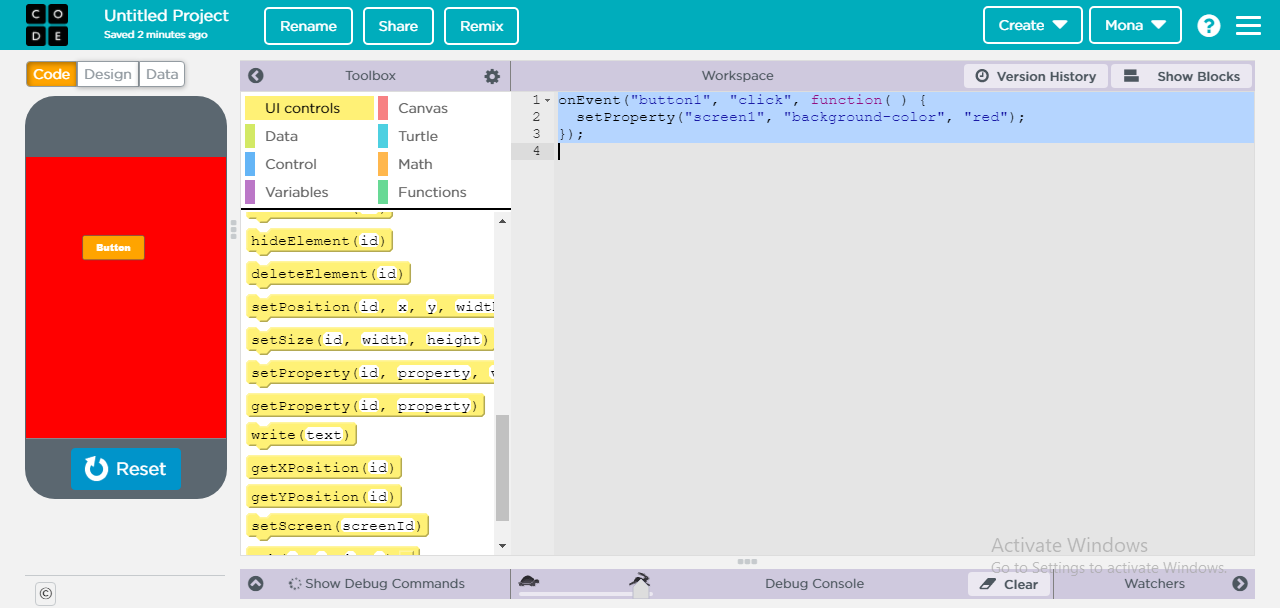 C O
D E
Untitled Project
Saved 2 minutes ago
Rename
Share
Remix
Create
Mona
?
Code
Design
Data
Toolbox
Workspace
Version History
Show Blocks
UI controls
Canvas
Data
Turtle
Control
Math
Variables
Functions
hideElement(id)
deleteElement(id)
setPosition(id, x, y,
setSize(id, width, height)
setProperty(id, property,
getProperty(id, property)
write(text)
getXPosition(id)
getYPosition(id)
setScreen(screenId)
1 onEvent("button1", "click", function( ) {
2 setProperty("screen1", "background-color", "red");
3 });
4
Button
Reset
Activate Windows
Go to Settings to activate Windows.
Show Debug Commands
Debug Console
Clear
Watchers
©